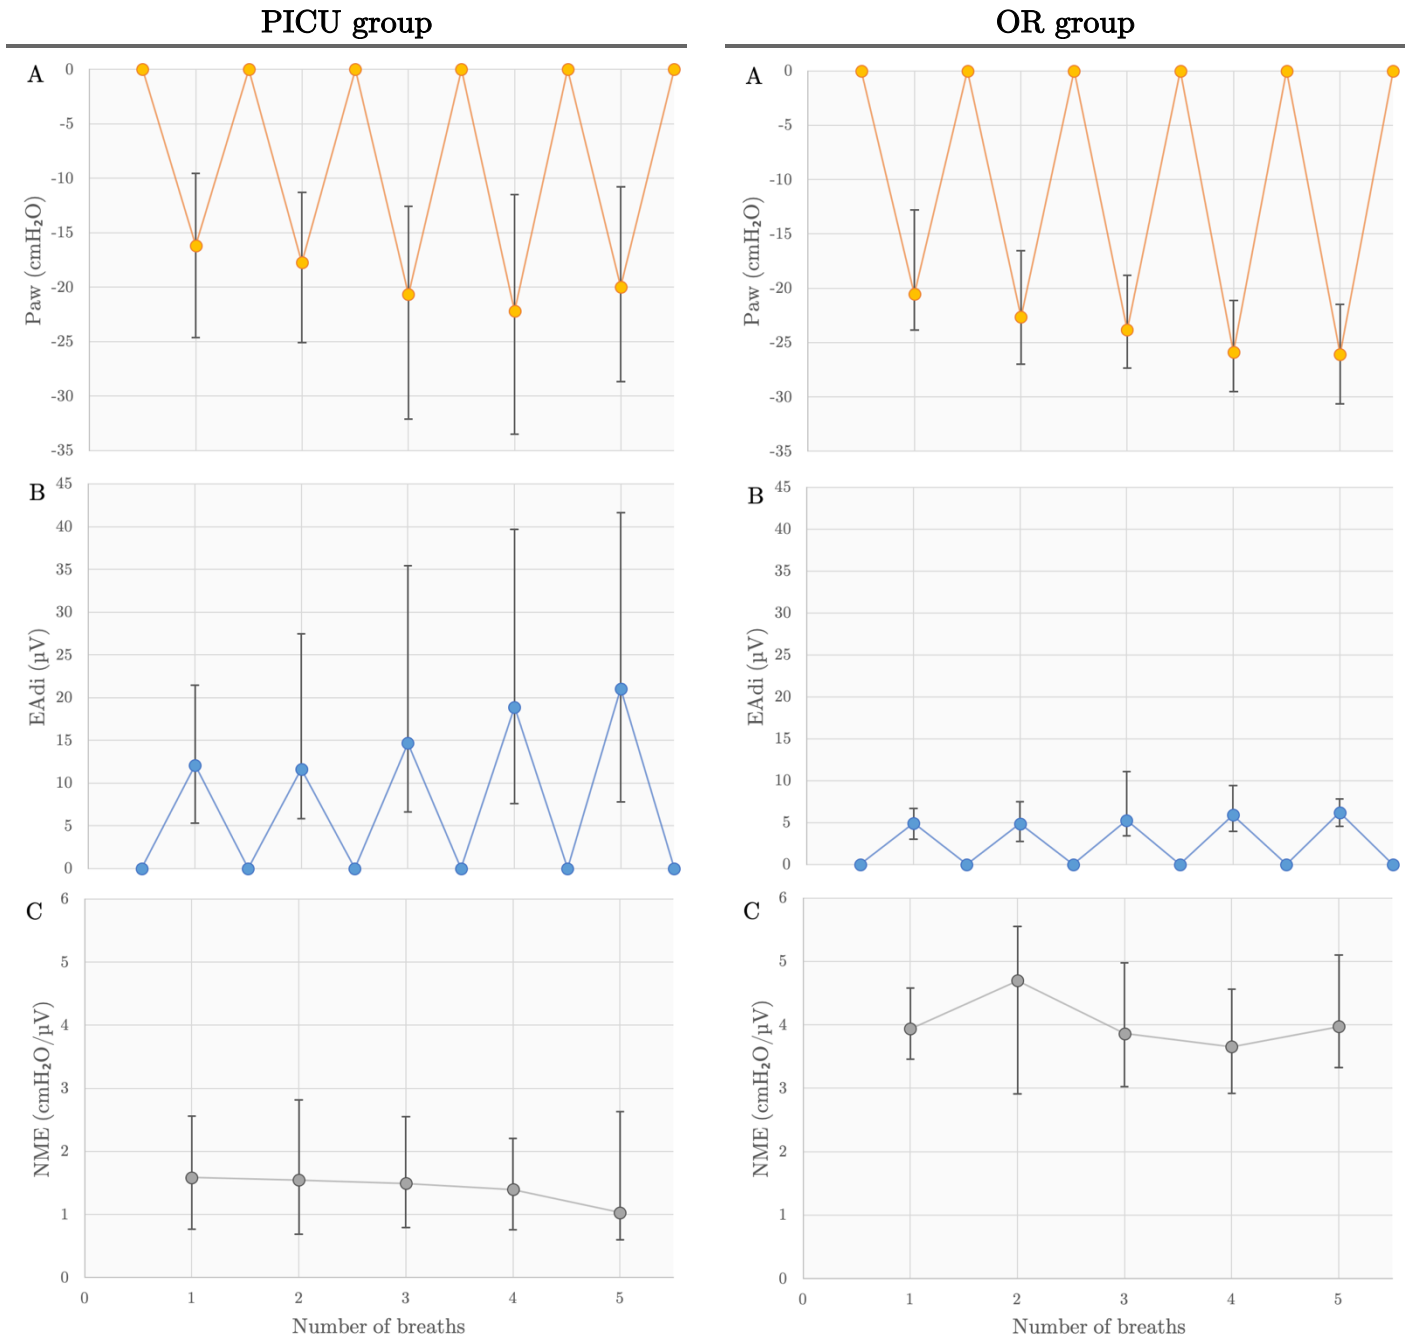 PICU group
OR group
A
0
-5
-10
-15
-20
-25
-30
-35
Paw (cmH₂O)
A
0
-5
-10
-15
-20
-25
-30
-35
Paw (cmH₂O)
B
45
40
35
30
25
20
15
10
5
0
EAdi (µV)
B
45
40
35
30
25
20
15
10
5
0
EAdi (µV)
C
6
5
4
3
2
1
0
NME (cmH₂O/µV)
0 1 2 3 4 5
Number of breaths
C
6
5
4
3
2
1
0
NME (cmH₂O/µV)
0 1 2 3 4 5
Number of breaths